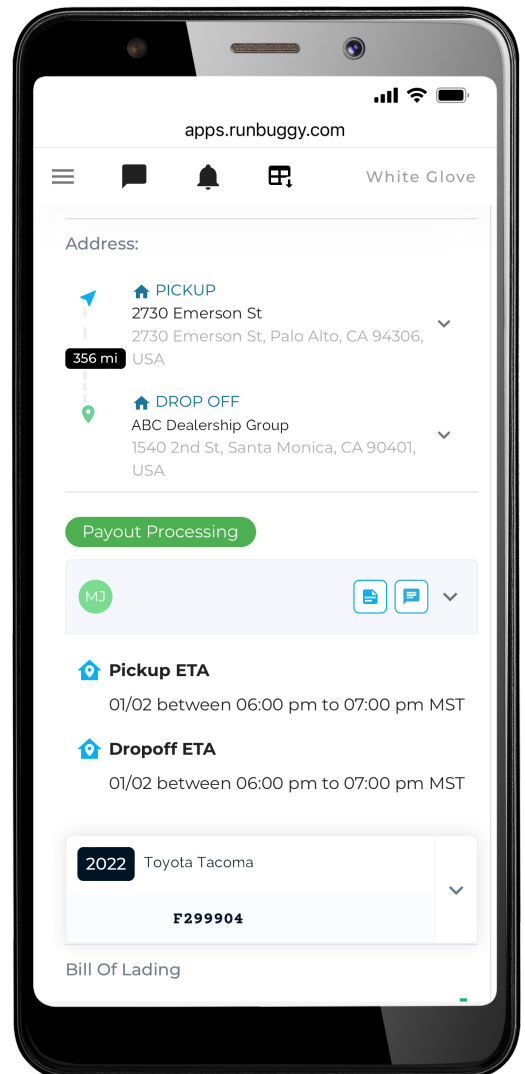 apps.runbuggy.com
White Glove
Address:
PICKUP
2730 Emerson St
2730 Emerson St, Palo Alto, CA 94306,
USA
356 mi
DROP OFF
ABC Dealership Group
1540 2nd St, Santa Monica, CA 90401,
USA
Payout Processing
MJ
Pickup ETA
01/02 between 06:00 pm to 07:00 pm MST
Dropoff ETA
01/02 between 06:00 pm to 07:00 pm MST
2022 Toyota Tacoma
F299904
Bill Of Lading